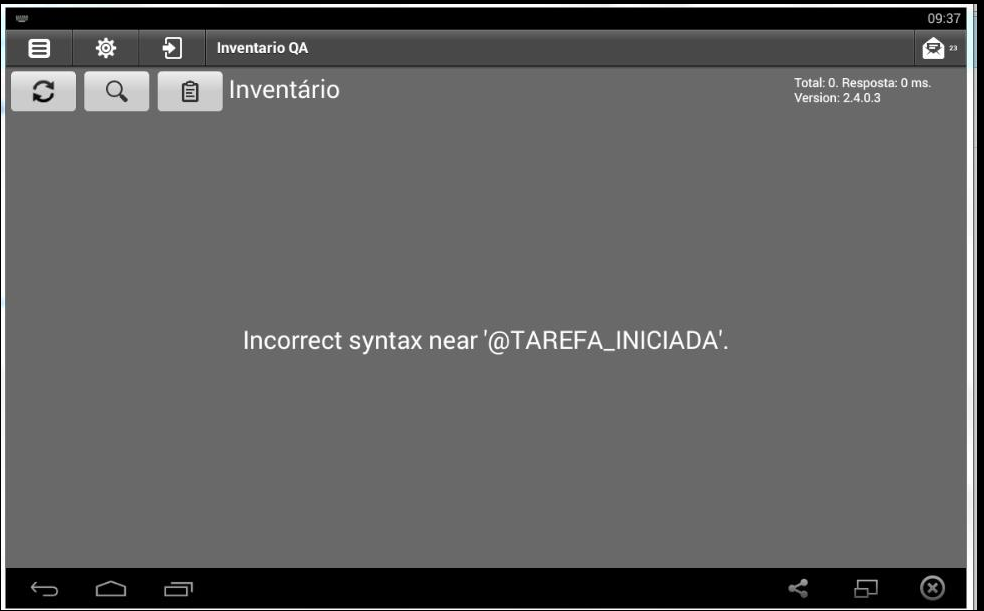 09:37
Inventario QA
23
Inventário
Total: 0. Resposta: 0 ms.
Version: 2.4.0.3
Incorrect syntax near '@TAREFA_INICIADA'.